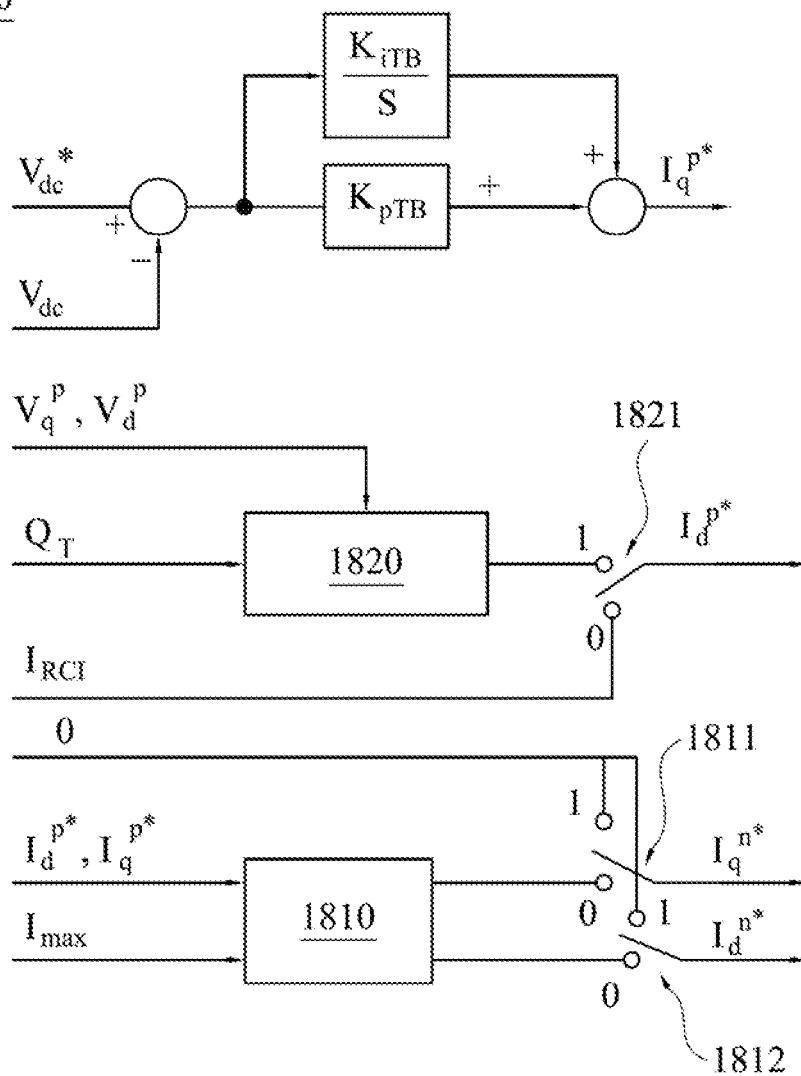 K_iTB
S
V_dc*
+
−
V_dc
K_pTB
+
+
I_q^p*
V_q^p, V_d^p
1821
Q_T
1820
1
I_d^p*
0
I_RCI
0
1811
1
I_d^p*, I_q^p*
I_q^n*
1810
0
1
I_max
I_d^n*
0
1812